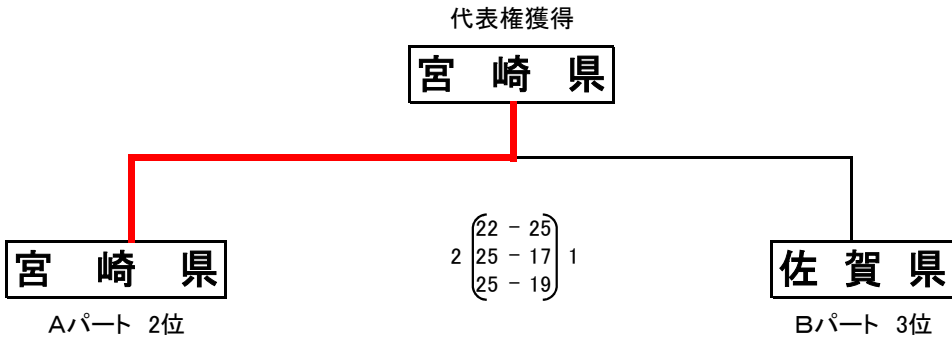 代表権獲得
宮 崎 県
22 - 25
2 25 - 17 1
25 - 19
宮 崎 県
佐 賀 県
Aパート 2位
Bパート 3位